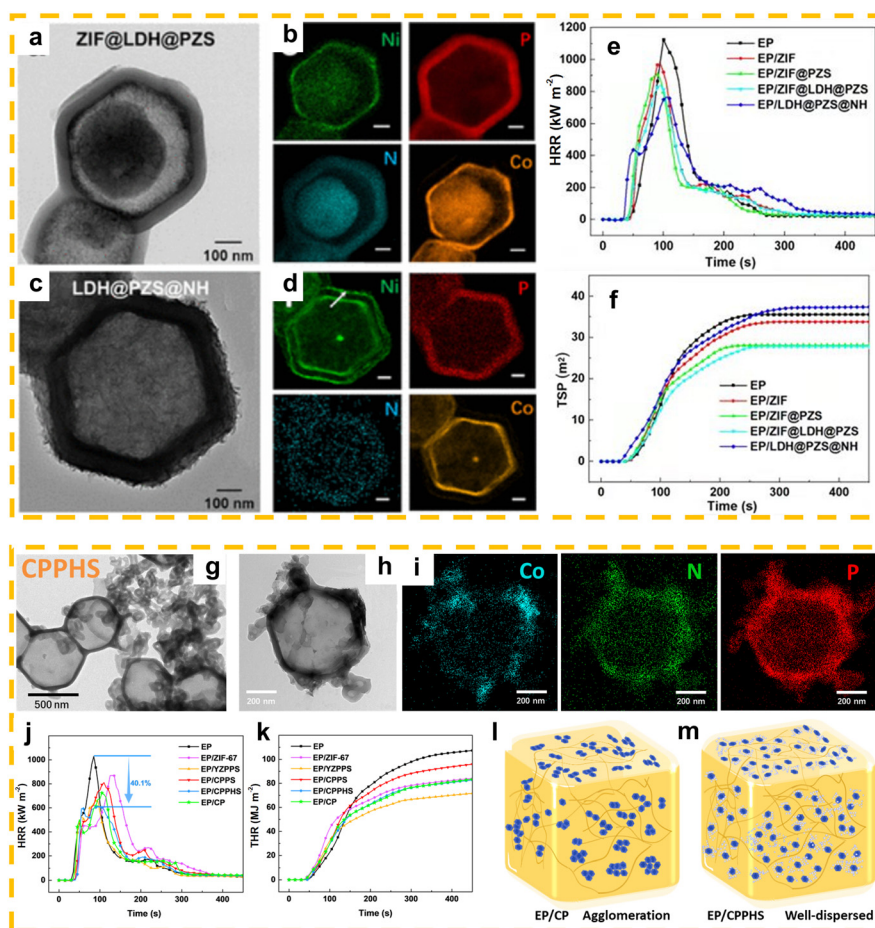 a
ZIF@LDH@PZS
100 nm
b
Ni
P
N
Co
e
HRR (kW m⁻²)
1200
1000
800
600
400
200
0
EP
EP/ZIF
EP/ZIF@PZS
EP/ZIF@LDH@PZS
EP/LDH@PZS@NH
0 100 200 300 400
Time (s)
c
LDH@PZS@NH
100 nm
d
Ni
P
N
Co
f
TSP (m²)
40
30
20
10
0
EP
EP/ZIF
EP/ZIF@PZS
EP/ZIF@LDH@PZS
EP/LDH@PZS@NH
0 100 200 300 400
Time (s)
CPPHS
g
500 nm
h
200 nm
i
Co
200 nm
N
200 nm
P
200 nm
j
HRR (kW m⁻²)
1400
1200
1000
800
600
400
200
0
EP
EP/ZIF-67
EP/YZPPS
EP/CPPS
EP/CPPHS
EP/CP
40.1%
0 100 200 300 400
Time (s)
k
THR (MJ m⁻²)
120
100
80
60
40
20
0
EP
EP/ZIF-67
EP/YZPPS
EP/CPPS
EP/CPPHS
EP/CP
0 100 200 300 400
Time (s)
l
EP/CP Agglomeration
m
EP/CPPHS Well-dispersed